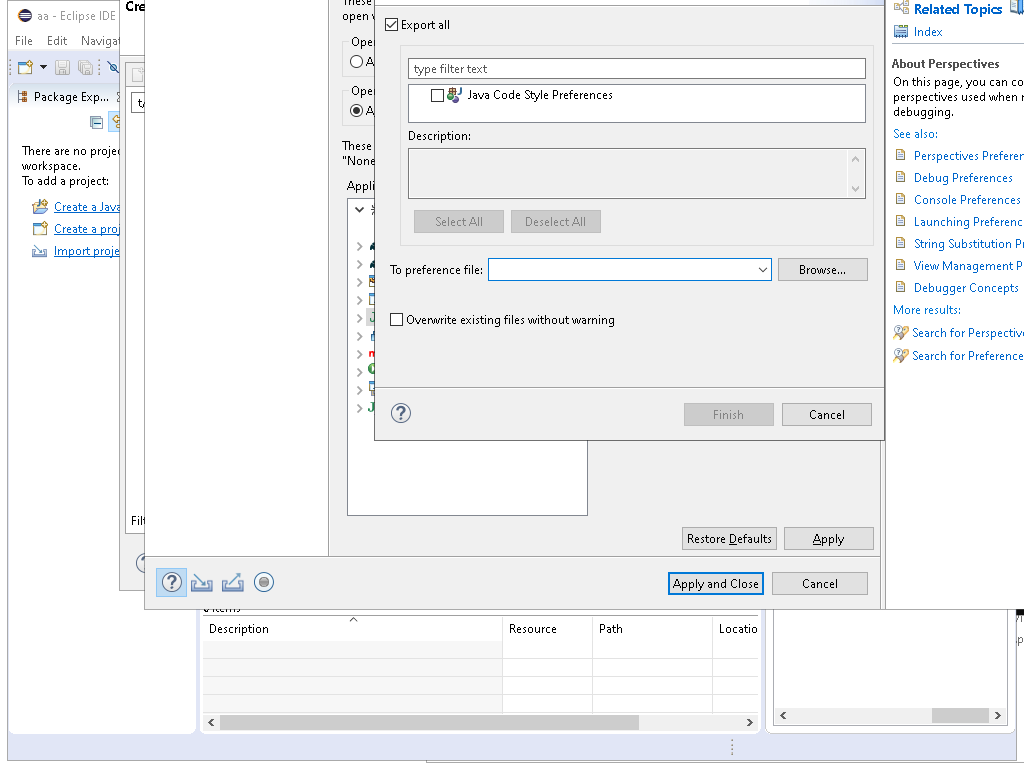 aa - Eclipse IDE
File Edit Navigat
Package Exp...
There are no proje
workspace.
To add a project:
Create a Java
Create a proj
Import proje
Cre
Filt
These
open w
Oper
A
Oper
A
These
"None
Appli
Export all
type filter text
Java Code Style Preferences
Description:
Select All Deselect All
To preference file: Browse...
Overwrite existing files without warning
Finish Cancel
Restore Defaults Apply
Apply and Close Cancel
Related Topics
Index
About Perspectives
On this page, you can co
perspectives used when r
debugging.
See also:
Perspectives Preferen
Debug Preferences
Console Preferences
Launching Preferenc
String Substitution Pr
View Management P
Debugger Concepts
More results:
Search for Perspectiv
Search for Preference
items
Description Resource Path Locatio